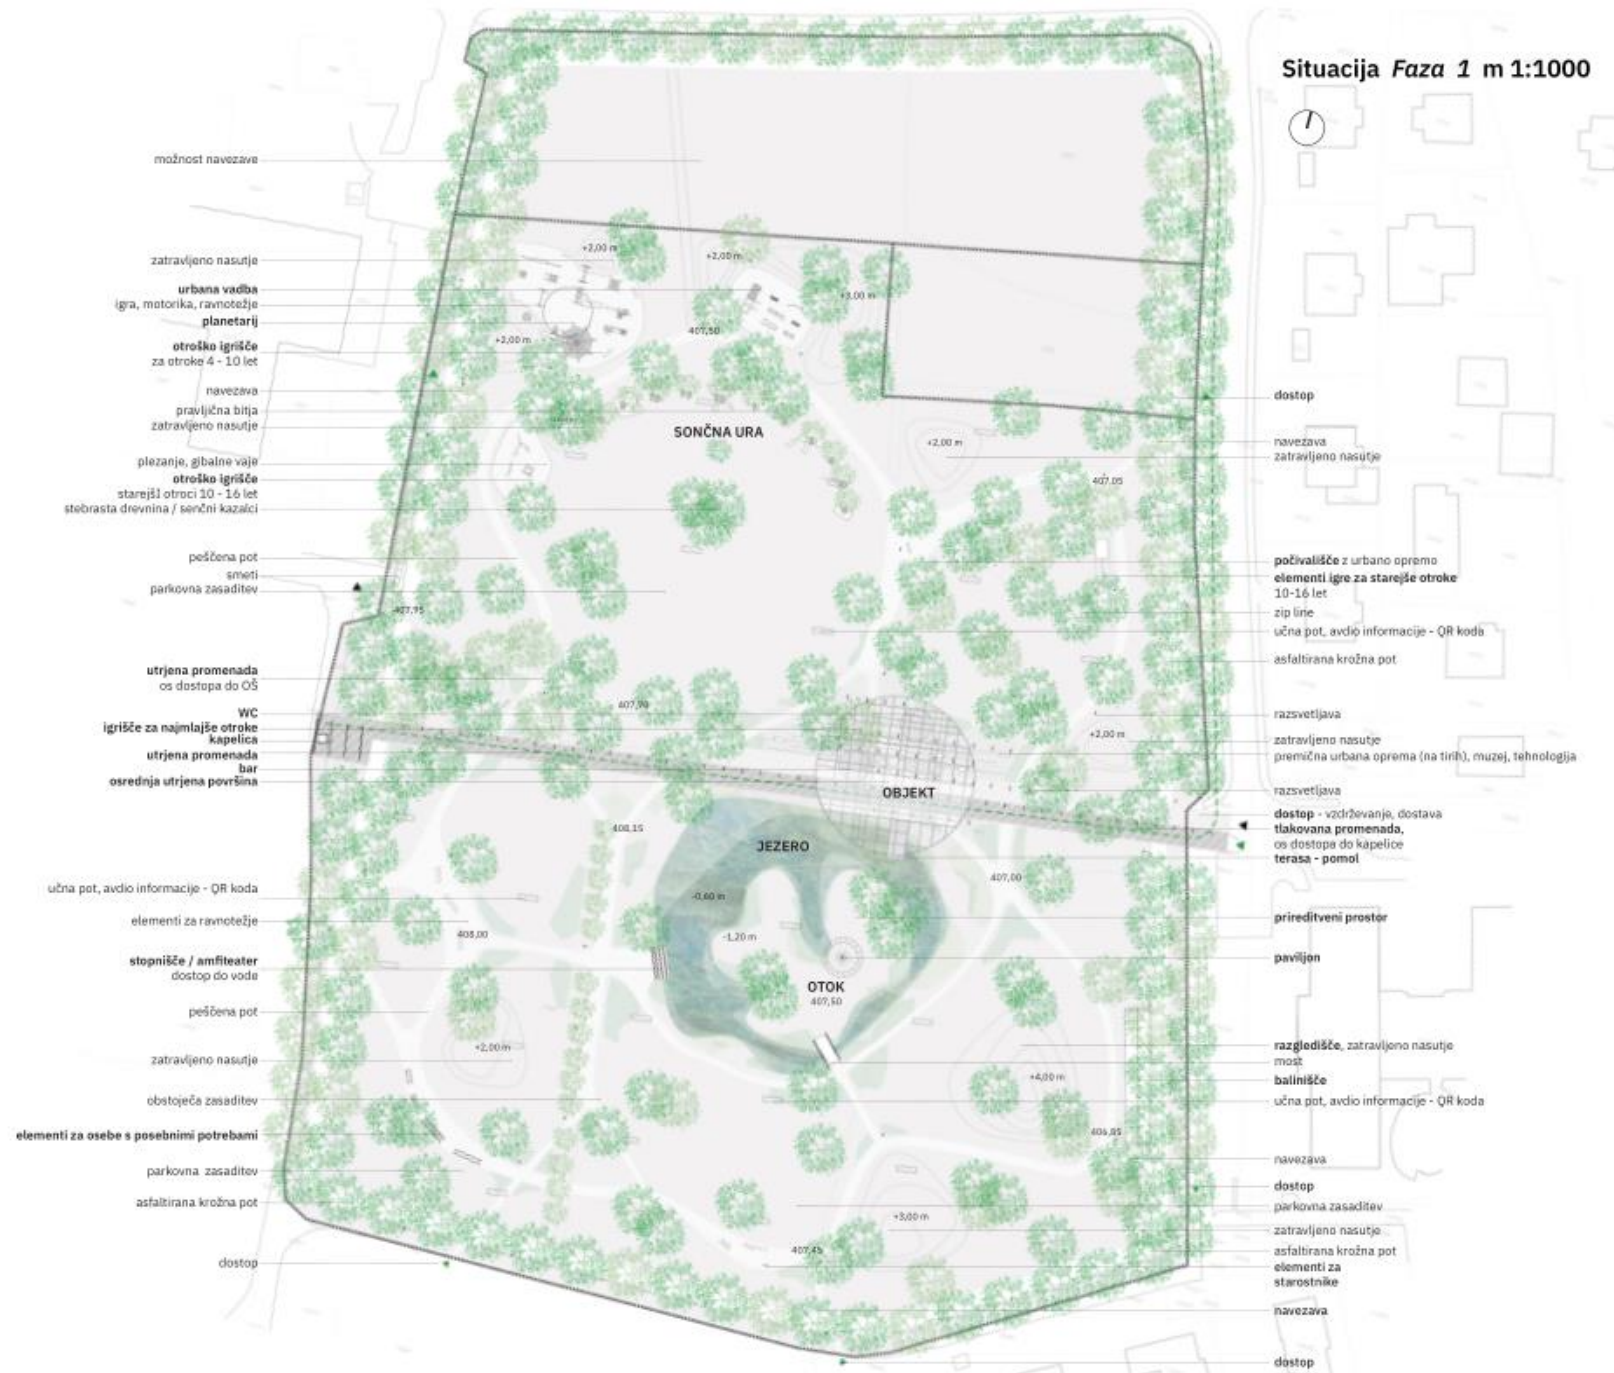 Situacija Faza 1 m 1:1000
možnost navezave
zatravljeno nasutje
urbana vadba
igra, motorika, ravnotežje
planetarij
otroško igrišče
za otroke 4 - 10 let
navezava
pravljična bitja
zatravljeno nasutje
plezanje, gibalne vaje
otroško igrišče
starejši otroci 10 - 16 let
stebrasta drevnina / senčni kazalci
peščena pot
smeti
parkovna zasaditev
utrjena promenada
os dostopa do OŠ
WC
igrišče za najmlajše otroke
kapelica
utrjena promenada
bar
osrednja utrjena površina
učna pot, avdio informacije - QR koda
elementi za ravnotežje
stopnišče / amfiteater
dostop do vode
peščena pot
zatravljeno nasutje
obstoječa zasaditev
elementi za osebe s posebnimi potrebami
parkovna zasaditev
asfaltirana krožna pot
dostop
+2,00 m
+2,00 m
+3,00 m
407,50
+2,00 m
SONČNA URA
+2,00 m
407,05
407,95
407,90
+2,00 m
OBJEKT
408,15
JEZERO
407,00
-0,60 m
408,00
-1,20 m
OTOK
407,50
+2,00 m
+4,00 m
406,85
+3,00 m
407,45
dostop
navezava
zatravljeno nasutje
počivališče z urbano opremo
elementi igre za starejše otroke
10-16 let
zip line
učna pot, avdio informacije - QR koda
asfaltirana krožna pot
razsvetljava
zatravljeno nasutje
premična urbana oprema (na tirih), muzej, tehnologija
razsvetljava
dostop - vzdrževanje, dostava
tlakovana promenada,
os dostopa do kapelice
terasa - pomol
prireditveni prostor
paviljon
razgledišče, zatravljeno nasutje
most
balinišče
učna pot, avdio informacije - QR koda
navezava
dostop
parkovna zasaditev
zatravljeno nasutje
asfaltirana krožna pot
elementi za
starostnike
navezava
dostop